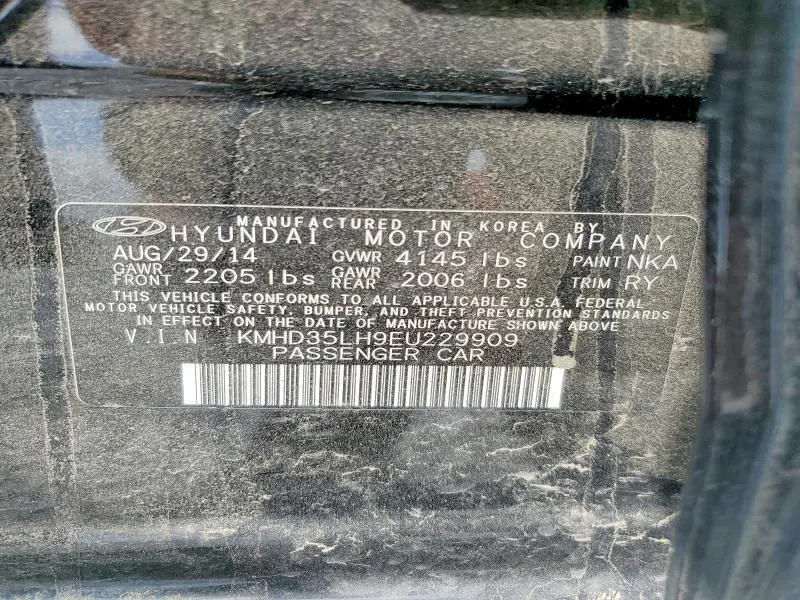 MANUFACTURED IN KOREA BY
HYUNDAI MOTOR COMPANY
AUG/29/14 GVWR 4145 lbs PAINT NKA
GAWR FRONT 2205 lbs GAWR REAR 2006 lbs TRIM RY
THIS VEHICLE CONFORMS TO ALL APPLICABLE U.S.A. FEDERAL
MOTOR VEHICLE SAFETY, BUMPER, AND THEFT PREVENTION STANDARDS
IN EFFECT ON THE DATE OF MANUFACTURE SHOWN ABOVE
V.I.N KMHD35LH9EU229909
PASSENGER CAR